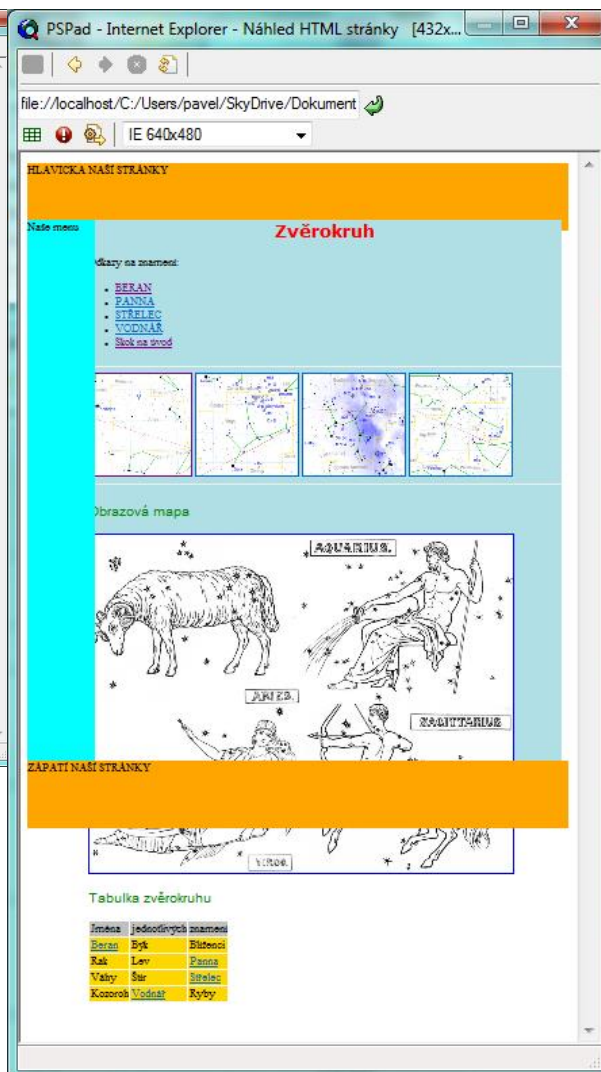 PSPad - Internet Explorer - Náhled HTML stránky [432x...
file://localhost/C:/Users/pavel/SkyDrive/Dokument
IE 640x480
HLAVICKA NAŠÍ STRÁNKY
Naše menu
Zvěrokruh
dkazy na znamení:
BERAN
PANNA
STŘELEC
VODNÁŘ
Skok na úvod
Obrazová mapa
AQUARIUS.
ARIES.
SAGITTARIUS
ZÁPATÍ NAŠÍ STRÁNKY
VIRGO.
Tabulka zvěrokruhu
Jména jednotlivých znamení
Beran Býk Blíženci
Rak Lev Panna
Váhy Štír Střelec
Kozoroh Vodnář Ryby